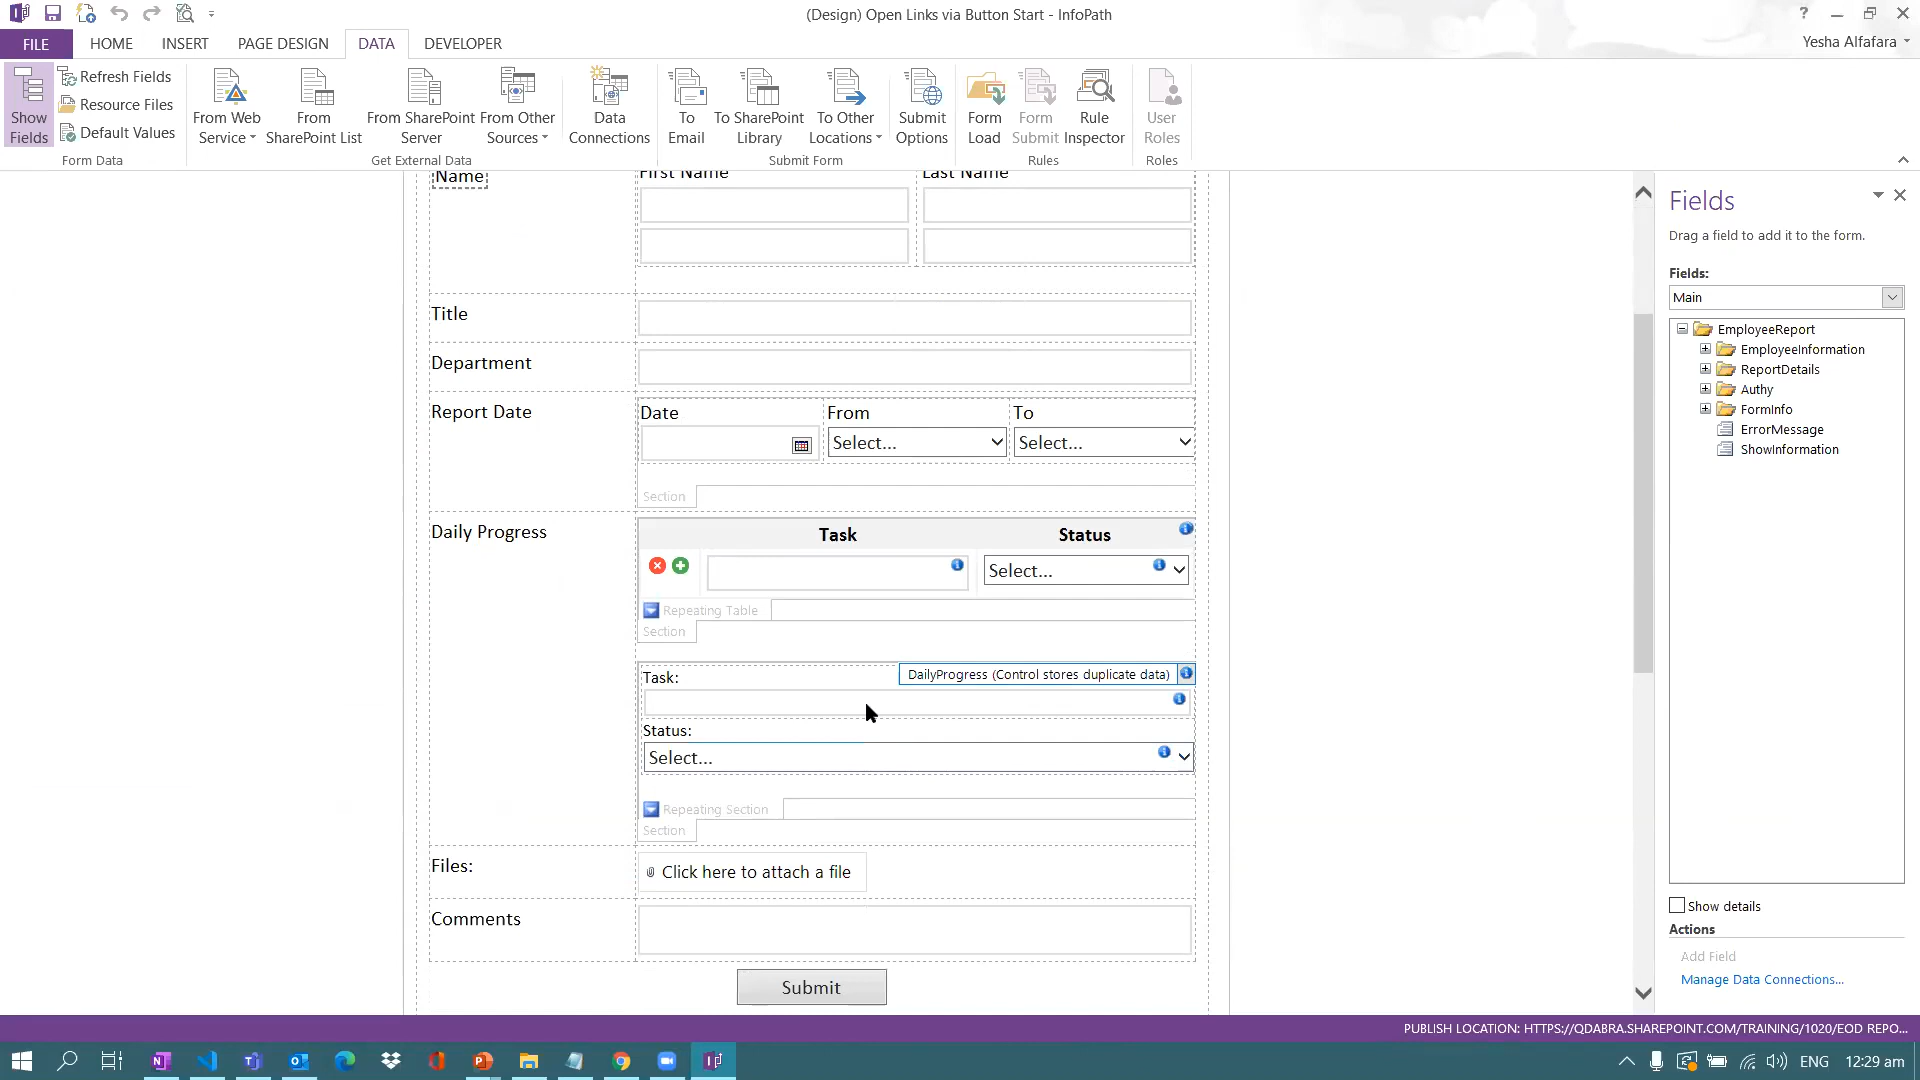 (Design) Open Links via Button Start - InfoPath
?
FILE
HOME
INSERT
PAGE DESIGN
DATA
DEVELOPER
Yesha Alfafara
Show
Fields
Refresh Fields
Resource Files
Default Values
From Web
Service
From
SharePoint List
From SharePoint
Server
From Other
Sources
Data
Connections
To
Email
To SharePoint
Library
To Other
Locations
Submit
Options
Form
Load
Form
Submit
Rule
Inspector
User
Roles
Form Data
Get External Data
Submit Form
Rules
Roles
Name
First Name
Last Name
Title
Department
Report Date
Date
From
To
Select...
Select...
Section
Daily Progress
Task
Status
Select...
Repeating Table
Section
Task:
DailyProgress (Control stores duplicate data)
Status:
Select...
Repeating Section
Section
Files:
Click here to attach a file
Comments
Submit
Fields
Drag a field to add it to the form.
Fields:
Main
EmployeeReport
EmployeeInformation
ReportDetails
Authy
FormInfo
ErrorMessage
ShowInformation
Show details
Actions
Add Field
Manage Data Connections...
PUBLISH LOCATION: HTTPS://QDABRA.SHAREPOINT.COM/TRAINING/1020/EOD REPO...
ENG
12:29 am